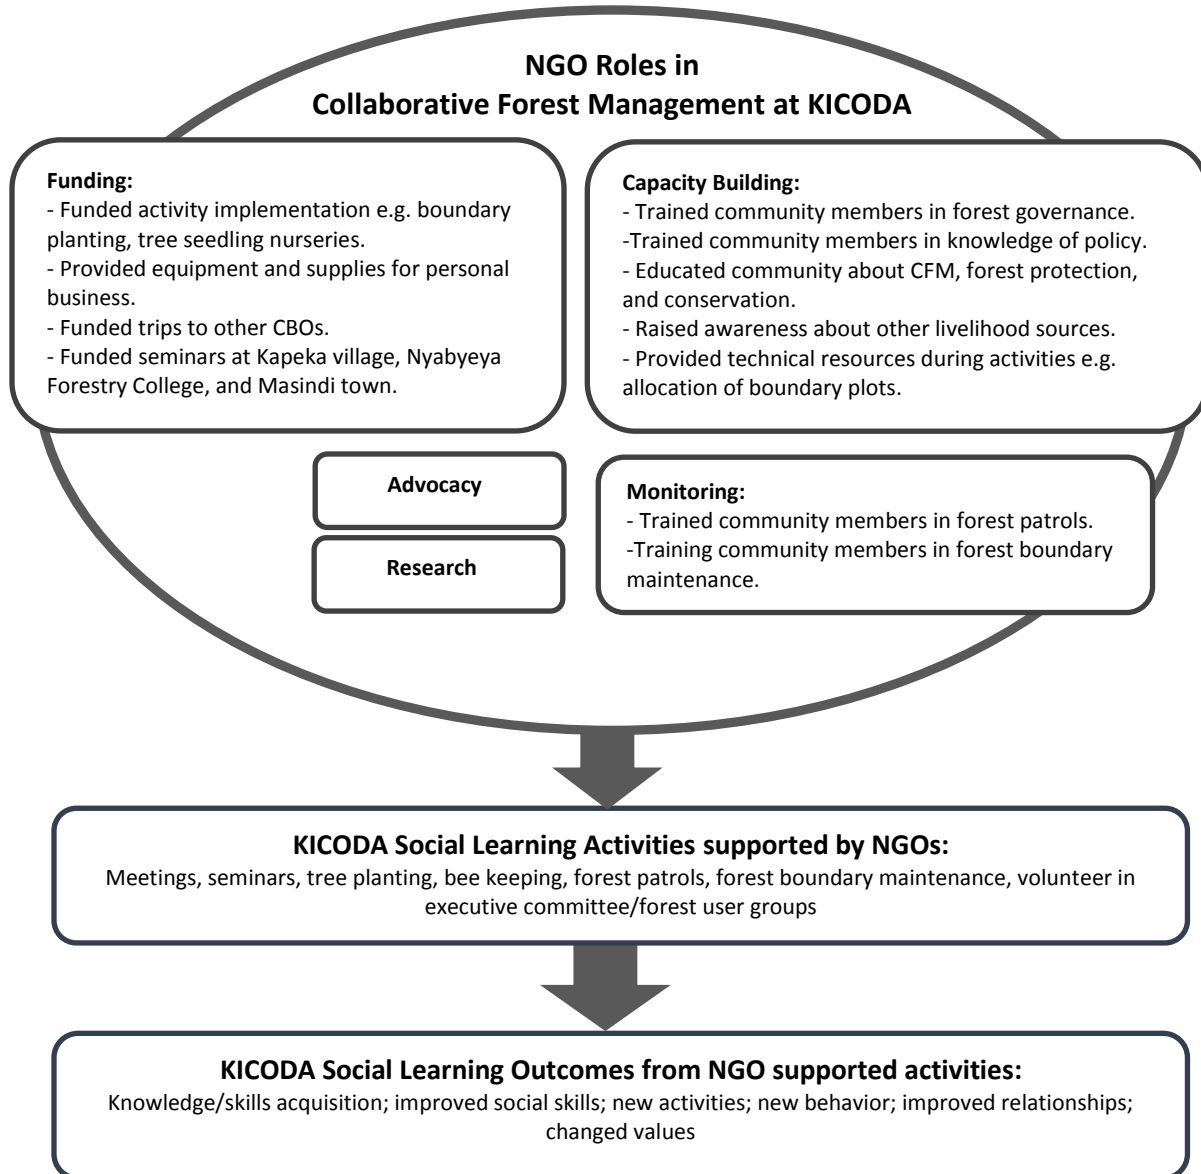 NGO Roles in
Collaborative Forest Management at KICODA
Funding:
- Funded activity implementation e.g. boundary
planting, tree seedling nurseries.
- Provided equipment and supplies for personal
business.
- Funded trips to other CBOs.
- Funded seminars at Kapeka village, Nyabyeya
Forestry College, and Masindi town.
Capacity Building:
- Trained community members in forest governance.
-Trained community members in knowledge of policy.
- Educated community about CFM, forest protection,
and conservation.
- Raised awareness about other livelihood sources.
- Provided technical resources during activities e.g.
allocation of boundary plots.
Advocacy
Research
Monitoring:
- Trained community members in forest patrols.
-Training community members in forest boundary
maintenance.
KICODA Social Learning Activities supported by NGOs:
Meetings, seminars, tree planting, bee keeping, forest patrols, forest boundary maintenance, volunteer in
executive committee/forest user groups
KICODA Social Learning Outcomes from NGO supported activities:
Knowledge/skills acquisition; improved social skills; new activities; new behavior; improved relationships;
changed values